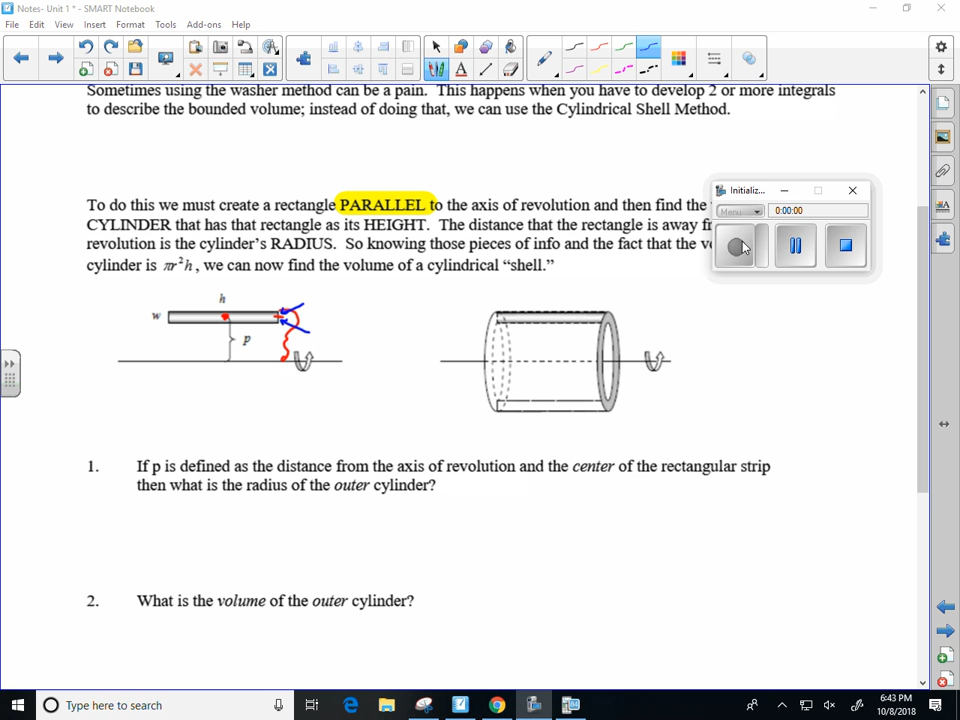 Notes- Unit 1 * - SMART Notebook
File Edit View Insert Format Tools Add-ons Help
Sometimes using the washer method can be a pain. This happens when you have to develop 2 or more integrals
to describe the bounded volume; instead of doing that, we can use the Cylindrical Shell Method.
Initializ...
Menu
0:00:00
To do this we must create a rectangle PARALLEL to the axis of revolution and then find the
CYLINDER that has that rectangle as its HEIGHT. The distance that the rectangle is away
revolution is the cylinder's RADIUS. So knowing those pieces of info and the fact that the
cylinder is πr²h, we can now find the volume of a cylindrical “shell.”
h
w
p
1. If p is defined as the distance from the axis of revolution and the center of the rectangular strip
then what is the radius of the outer cylinder?
2. What is the volume of the outer cylinder?
Type here to search
6:43 PM
10/8/2018